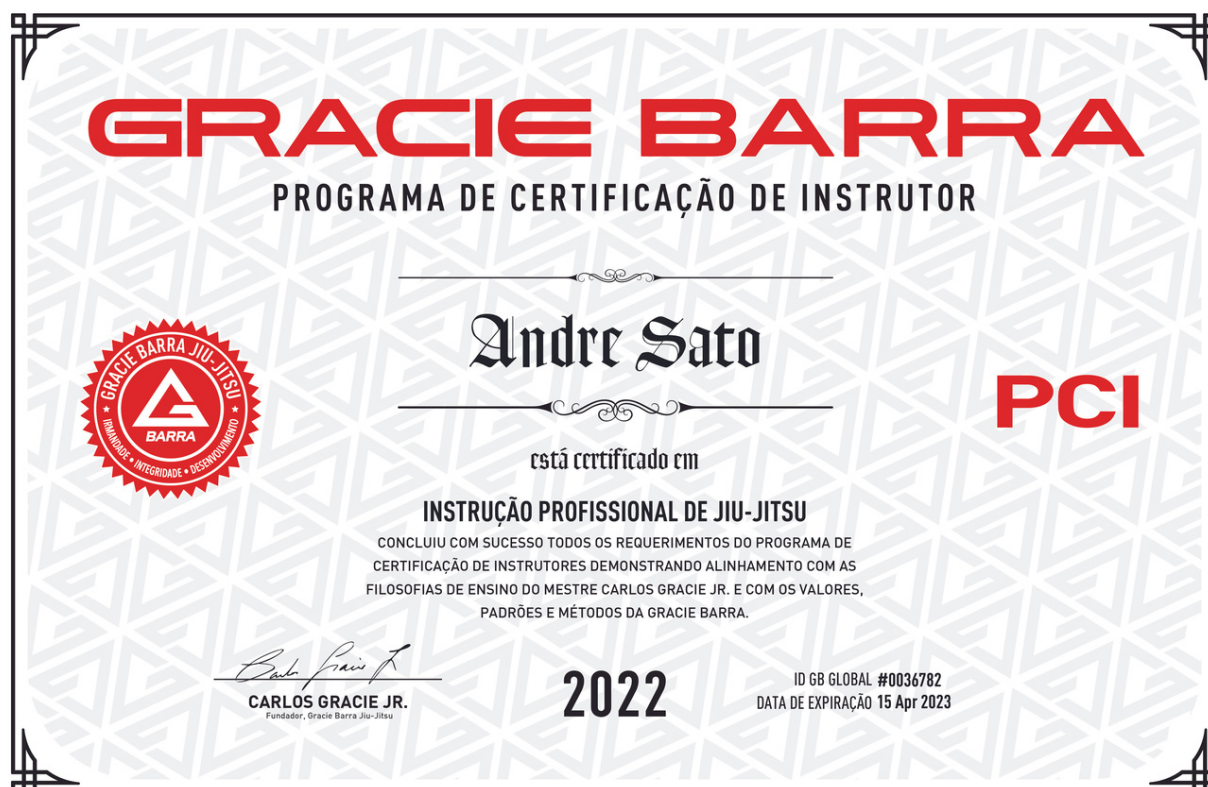 GRACIE BARRA
PROGRAMA DE CERTIFICAÇÃO DE INSTRUTOR
Andre Sato
GRACIE BARRA JIU-JITSU
BARRA
IRMANDADE • INTEGRIDADE • DESENVOLVIMENTO
PCI
está certificado em
INSTRUÇÃO PROFISSIONAL DE JIU-JITSU
CONCLUIU COM SUCESSO TODOS OS REQUERIMENTOS DO PROGRAMA DE
CERTIFICAÇÃO DE INSTRUTORES DEMONSTRANDO ALINHAMENTO COM AS
FILOSOFIAS DE ENSINO DO MESTRE CARLOS GRACIE JR. E COM OS VALORES,
PADRÕES E MÉTODOS DA GRACIE BARRA.
CARLOS GRACIE JR.
Fundador, Gracie Barra Jiu-Jitsu
2022
ID GB GLOBAL #0036782
DATA DE EXPIRAÇÃO 15 Apr 2023